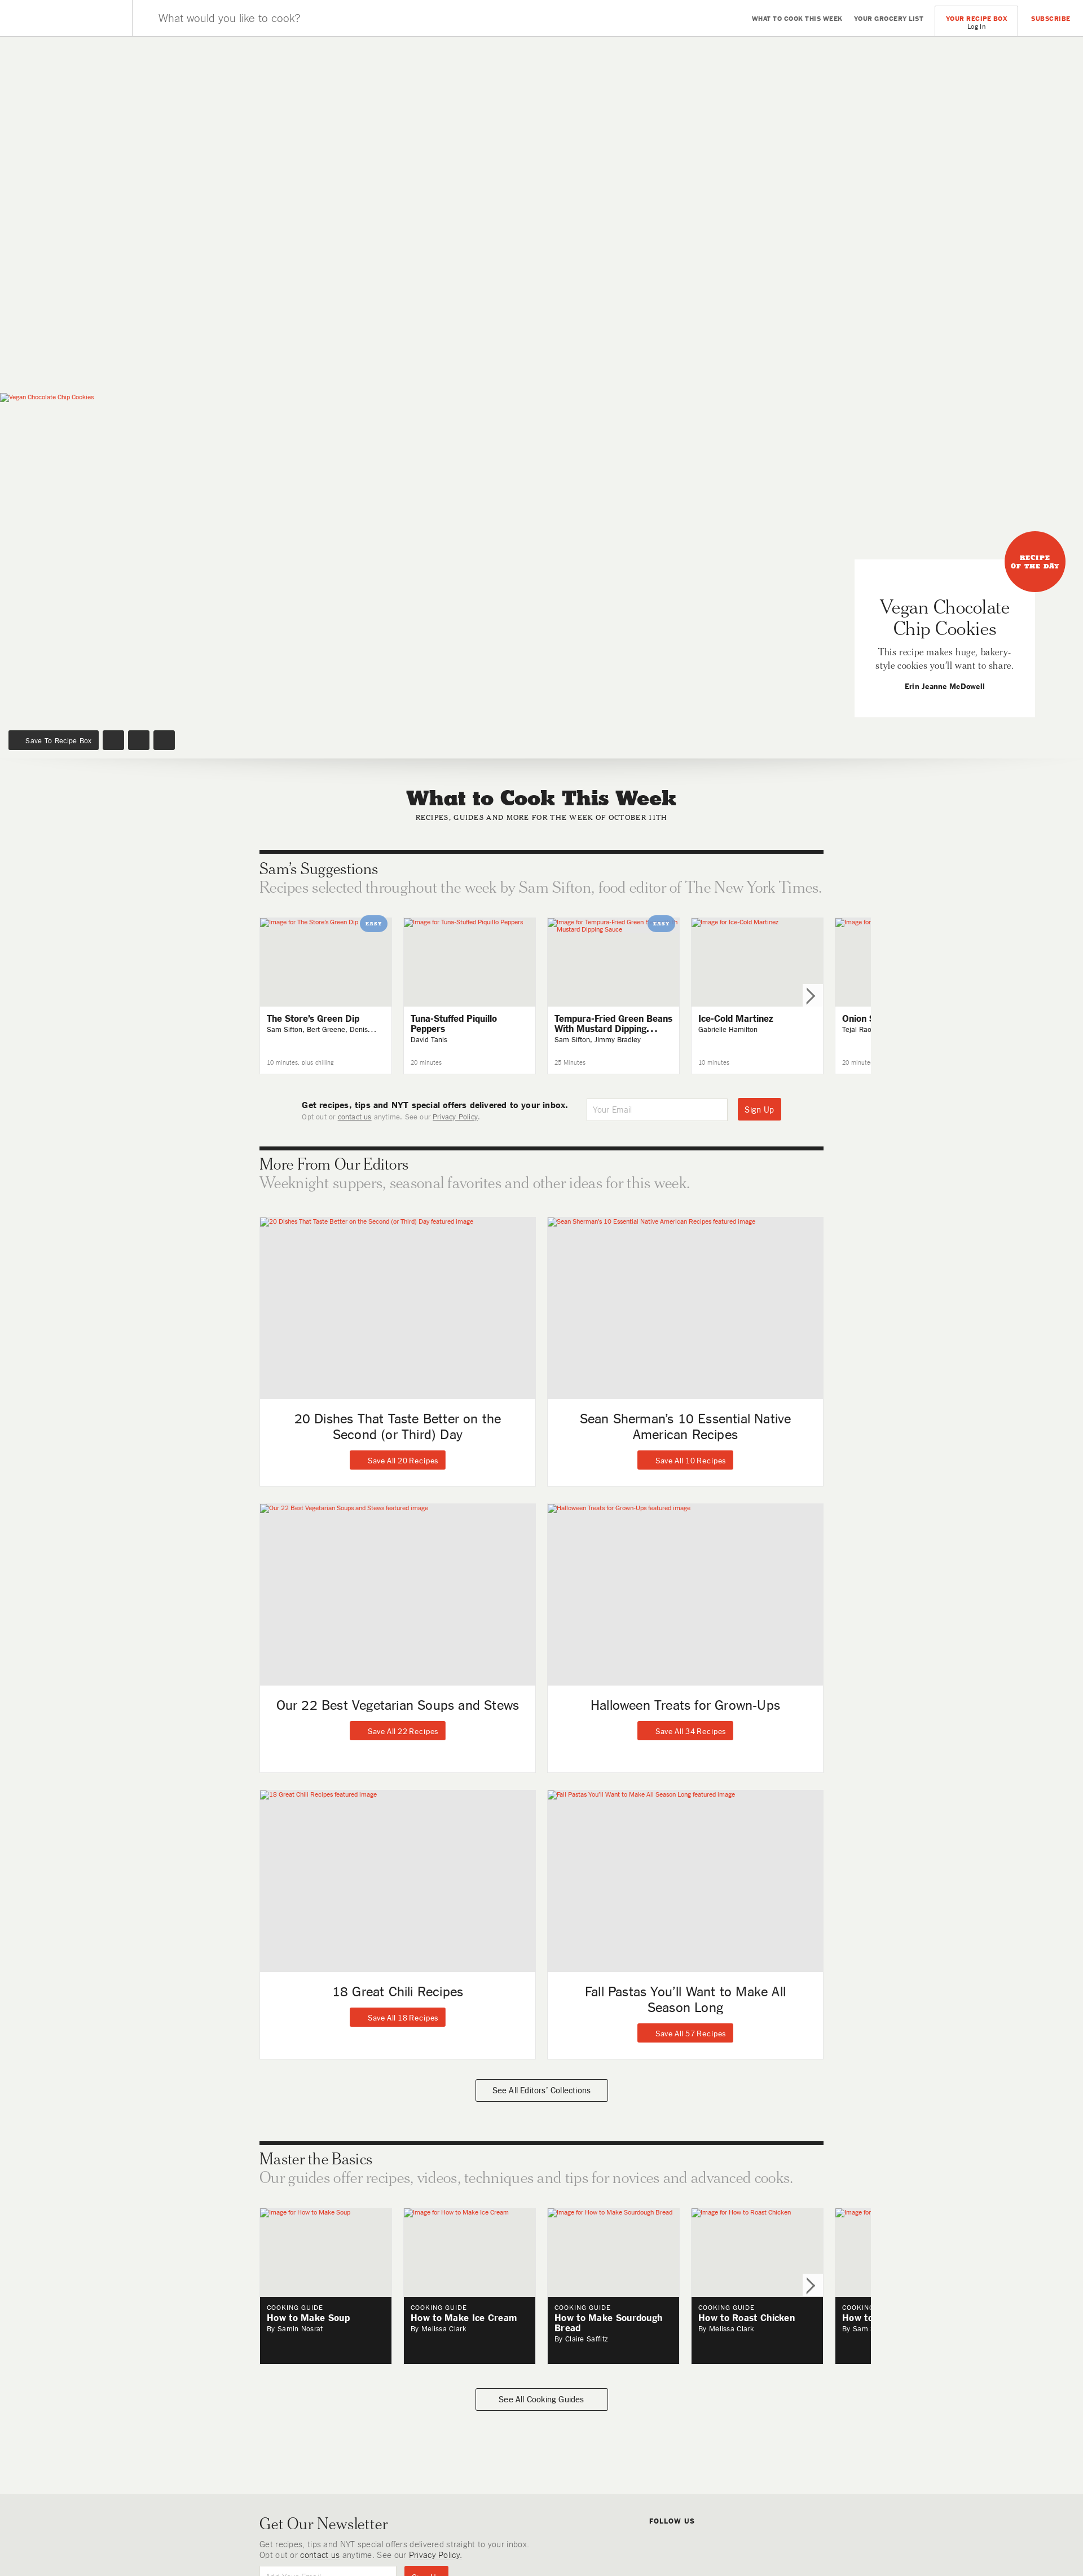 What would you like to cook?
WHAT TO COOK THIS WEEK
YOUR GROCERY LIST
YOUR RECIPE BOX
Log In
SUBSCRIBE
Vegan Chocolate Chip Cookies
RECIPE
OF THE DAY
Vegan Chocolate
Chip Cookies
This recipe makes huge, bakery-
style cookies you'll want to share.
Erin Jeanne McDowell
Save To Recipe Box
What to Cook This Week
RECIPES, GUIDES AND MORE FOR THE WEEK OF OCTOBER 11TH
Sam's Suggestions
Recipes selected throughout the week by Sam Sifton, food editor of The New York Times.
Image for The Store's Green Dip
EASY
The Store's Green Dip
Sam Sifton, Bert Greene, Denis...
10 minutes, plus chilling
Image for Tuna-Stuffed Piquillo Peppers
Tuna-Stuffed Piquillo
Peppers
David Tanis
20 minutes
Image for Tempura-Fried Green B
Mustard Dipping Sauce
EASY
Tempura-Fried Green Beans
With Mustard Dipping...
Sam Sifton, Jimmy Bradley
25 Minutes
Image for Ice-Cold Martinez
Ice-Cold Martinez
Gabrielle Hamilton
10 minutes
Image for
Onion
Tejal Rao
20 minute
Get recipes, tips and NYT special offers delivered to your inbox.
Opt out or contact us anytime. See our Privacy Policy.
Your Email
Sign Up
More From Our Editors
Weeknight suppers, seasonal favorites and other ideas for this week.
20 Dishes That Taste Better on the Second (or Third) Day featured image
20 Dishes That Taste Better on the
Second (or Third) Day
Save All 20 Recipes
Sean Sherman's 10 Essential Native American Recipes featured image
Sean Sherman's 10 Essential Native
American Recipes
Save All 10 Recipes
Our 22 Best Vegetarian Soups and Stews featured image
Our 22 Best Vegetarian Soups and Stews
Save All 22 Recipes
Halloween Treats for Grown-Ups featured image
Halloween Treats for Grown-Ups
Save All 34 Recipes
18 Great Chili Recipes featured image
18 Great Chili Recipes
Save All 18 Recipes
Fall Pastas You'll Want to Make All Season Long featured image
Fall Pastas You'll Want to Make All
Season Long
Save All 57 Recipes
See All Editors' Collections
Master the Basics
Our guides offer recipes, videos, techniques and tips for novices and advanced cooks.
Image for How to Make Soup
COOKING GUIDE
How to Make Soup
By Samin Nosrat
Image for How to Make Ice Cream
COOKING GUIDE
How to Make Ice Cream
By Melissa Clark
Image for How to Make Sourdough Bread
COOKING GUIDE
How to Make Sourdough
Bread
By Claire Saffitz
Image for How to Roast Chicken
COOKING GUIDE
How to Roast Chicken
By Melissa Clark
Image for
COOKING
How to
By Sam
See All Cooking Guides
Get Our Newsletter
Get recipes, tips and NYT special offers delivered straight to your inbox.
Opt out or contact us anytime. See our Privacy Policy.
FOLLOW US